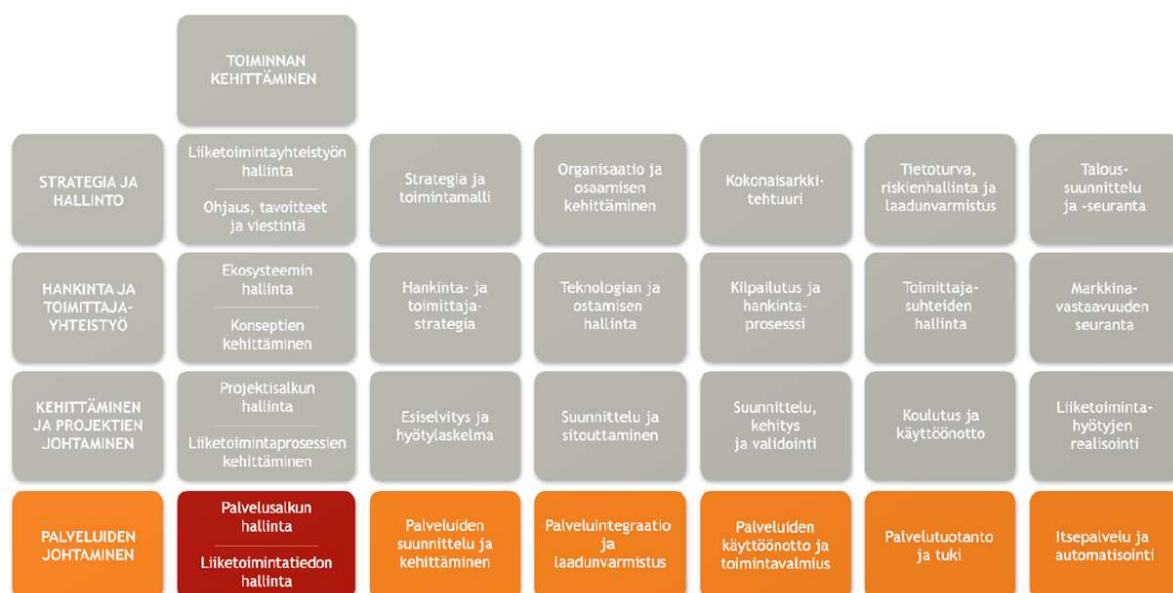 TOIMINNAN
KEHITTÄMINEN
STRATEGIA JA
HALLINTO
Liiketoimintayhteistyön
hallinta
Ohjaus, tavoitteet
ja viestintä
Strategia ja
toimintamalli
Organisaatio ja
osaamisen
kehittäminen
Kokonaisarkki-
tehtuuri
Tietoturva,
riskienhallinta ja
laadunvarmistus
Talous-
suunnittelu
ja -seuranta
HANKINTA JA
TOIMITTAJA-
YHTEISTYÖ
Ekosysteemin
hallinta
Konseptien
kehittäminen
Hankinta- ja
toimittaja-
strategia
Teknologian ja
ostamisen
hallinta
Kilpailutus ja
hankinta-
prosesssi
Toimittaja-
suhteiden
hallinta
Markkina-
vastaavuuden
seuranta
KEHITTÄMINEN
JA PROJEKTIEN
JOHTAMINEN
Projektisalkun
hallinta
Liiketoimintaprosessien
kehittäminen
Esiselvitys ja
hyötylaskelma
Suunnittelu ja
sitouttaminen
Suunnittelu,
kehitys
ja validointi
Koulutus ja
käyttöönotto
Liiketoiminta-
hyötyjen
realisointi
PALVELUIDEN
JOHTAMINEN
Palvelusalkun
hallinta
Liiketoimintatiedon
hallinta
Palveluiden
suunnittelu ja
kehittäminen
Palveluintegraatio
ja
laadunvarmistus
Palveluiden
käyttöönotto ja
toimintavalmius
Palvelutuotanto
ja tuki
Itsepalvelu ja
automatisointi